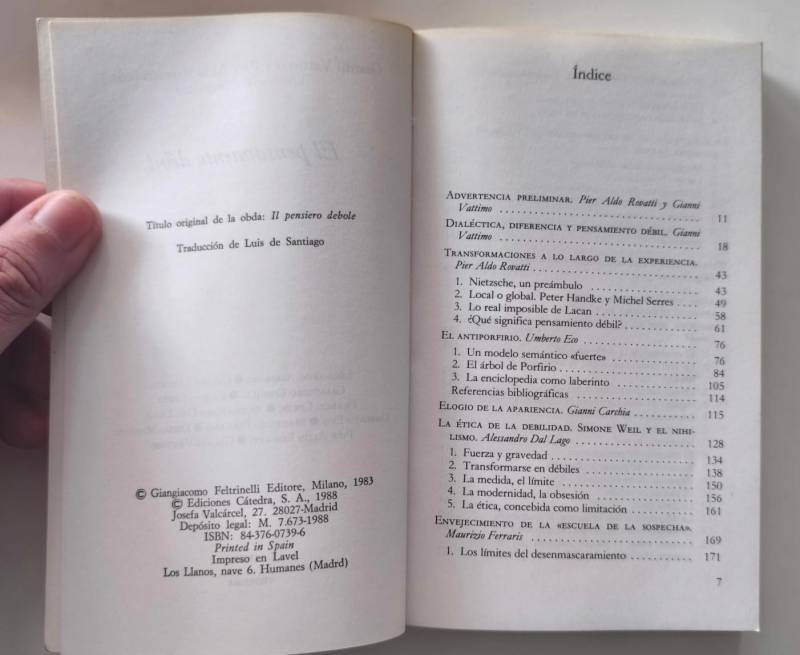 Título original de la obda: Il pensiero debole
Traducción de Luis de Santiago
© Giangiacomo Feltrinelli Editore, Milano, 1983
© Ediciones Cátedra, S. A., 1988
Josefa Valcárcel, 27. 28027-Madrid
Depósito legal: M. 7.673-1988
ISBN: 84-376-0739-6
Printed in Spain
Impreso en Lavel
Los Llanos, nave 6. Humanes (Madrd)
Índice
ADVERTENCIA PRELIMINAR. Pier Aldo Rovatti y Gianni
Vattimo .............................. 11
DIALÉCTICA, DIFERENCIA Y PENSAMIENTO DÉBIL. Gianni
Vattimo .............................. 18
TRANSFORMACIONES A LO LARGO DE LA EXPERIENCIA.
Pier Aldo Rovatti ......................... 43
1. Nietzsche, un preámbulo .................. 43
2. Local o global. Peter Handke y Michel Serres .... 49
3. Lo real imposible de Lacan ................ 58
4. ¿Qué significa pensamiento débil? ............ 61
EL ANTIPORFIRIO. Umberto Eco ................... 76
1. Un modelo semántico «fuerte» .............. 76
2. El árbol de Porfirio ..................... 84
3. La enciclopedia como laberinto ............. 105
Referencias bibliográficas .................... 114
ELOGIO DE LA APARIENCIA. Gianni Carchia .......... 115
LA ÉTICA DE LA DEBILIDAD. SIMONE WEIL Y EL NIHI-
LISMO. Alessandro Dal Lago .................. 128
1. Fuerza y gravedad ...................... 134
2. Transformarse en débiles ................. 138
3. La medida, el límite .................... 150
4. La modernidad, la obsesión ............... 156
5. La ética, concebida como limitación .......... 161
ENVEJECIMIENTO DE LA «ESCUELA DE LA SOSPECHA».
Maurizio Ferraris ......................... 169
1. Los límites del desenmascaramiento ........... 171
7